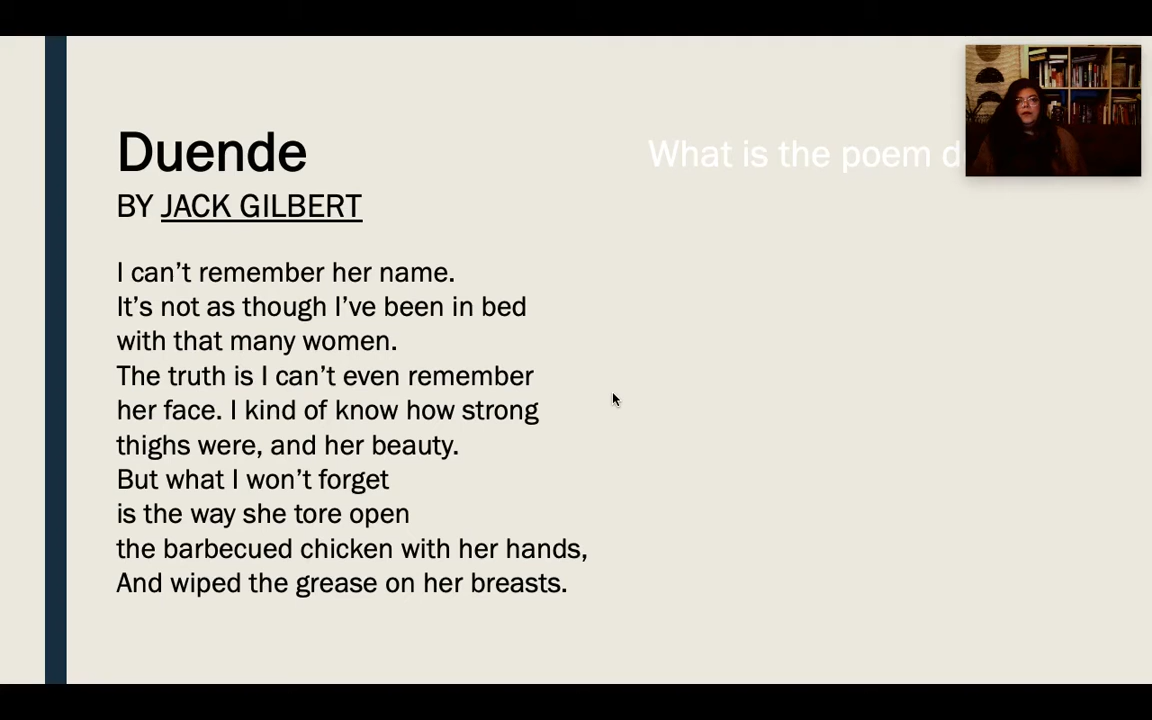 Duende
BY JACK GILBERT
What is the poem d
I can’t remember her name.
It’s not as though I’ve been in bed
with that many women.
The truth is I can’t even remember
her face. I kind of know how strong
thighs were, and her beauty.
But what I won’t forget
is the way she tore open
the barbecued chicken with her hands,
And wiped the grease on her breasts.